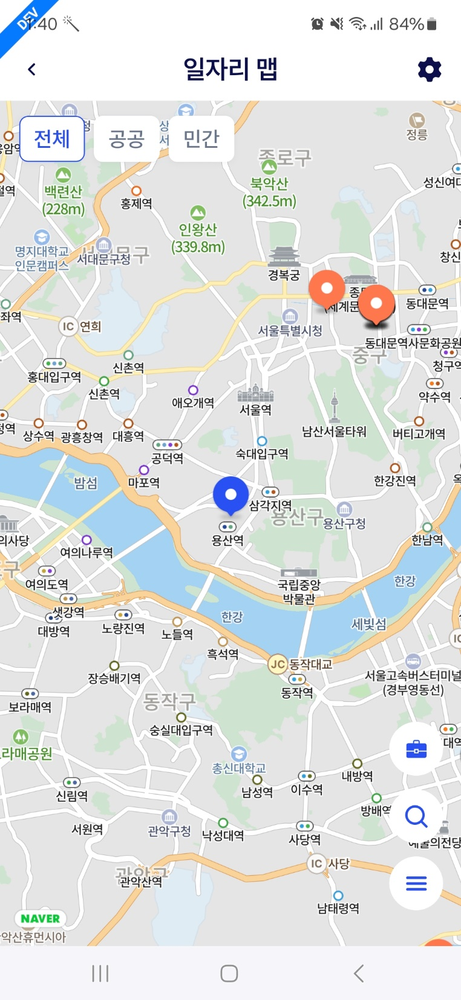 DEV
:40
84%
일자리 맵
전체
공공
민간
정릉
종로구
북악산
(342.5m)
백련산
(228m)
홍제역
성신여대
인왕산
(339.8m)
명지대학교
인문캠퍼스
서대문구청
경복궁
창신
동대문역
좌역
IC 연희
서울특별시청
동대문역사문화공원
중구
청구역
신촌역
홍대입구역
신촌역
애오개역
서울역
약수역
상수역
광흥창역
대흥역
남산서울타워
버티고개역
공덕역
숙대입구역
밤섬
마포역
한강진역
삼각지역
용산구
용산구청
의사당
용산역
한남역
여의나루역
여의도역
국립중앙
박물관
한강
샛강역
한강
세빛섬
대방역
노량진역
노들역
흑석역
JC 동작대교
장승배기역
서울고속버스터미널
(경부영동선)
동작역
보라매역
동작구
숭실대입구역
라매공원
총신대학교
내방역
신림역
남성역
이수역
방배역
서원역
관악구청
낙성대역
사당역
예술의전당
IC 사당
관악구
관악산역
남태령역
NAVER
악산휴먼시아